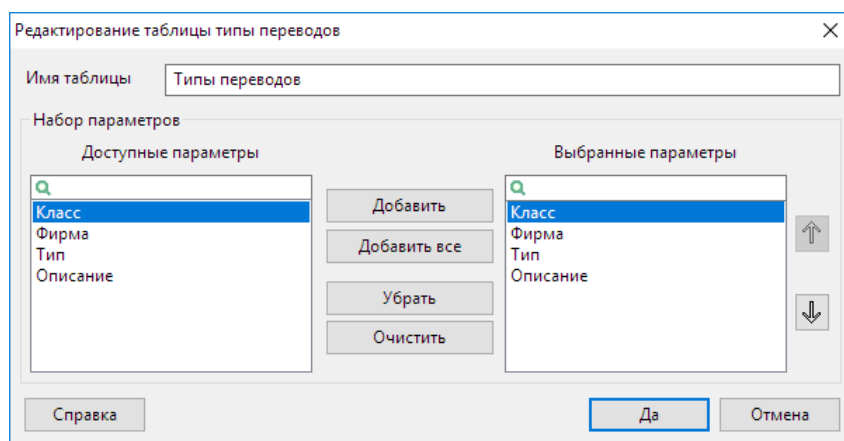 Редактирование таблицы типы переводов
Имя таблицы
Типы переводов
Набор параметров
Доступные параметры
Выбранные параметры
Класс
Фирма
Тип
Описание
Добавить
Добавить все
Убрать
Очистить
Класс
Фирма
Тип
Описание
Справка
Да
Отмена